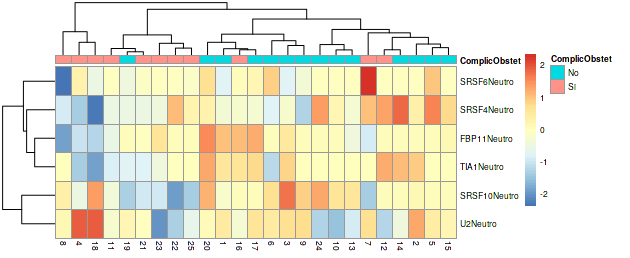 ComplicObstet
SRSF6Neutro
SRSF4Neutro
FBP11Neutro
TIA1Neutro
SRSF10Neutro
U2Neutro
8 4 18 11 19 21 23 22 25 20 1 16 17 6 3 9 24 10 13 7 12 14 2 5 15
2
1
0
-1
-2
ComplicObstet
No
SI